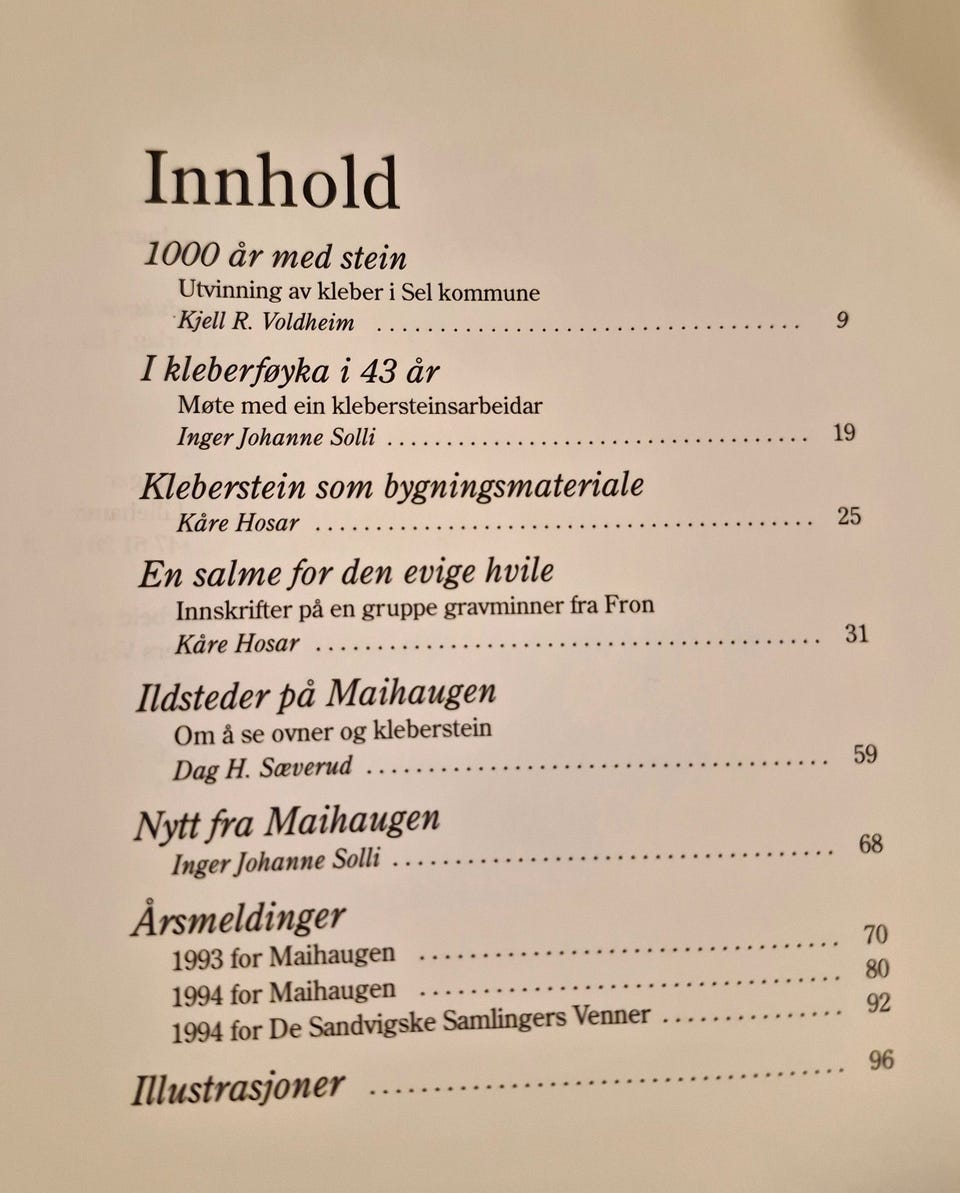 Innhold
1000 år med stein
Utvinning av kleber i Sel kommune
Kjell R. Voldheim ................................. 9
I kleberføyka i 43 år
Møte med ein klebersteinsarbeidar
Inger Johanne Solli ................................. 19
Kleberstein som bygningsmateriale
Kåre Hosar ....................................... 25
En salme for den evige hvile
Innskrifter på en gruppe gravminner fra Fron
Kåre Hosar ....................................... 31
Ildsteder på Maihaugen
Om å se ovner og kleberstein
Dag H. Sæverud .................................... 59
Nytt fra Maihaugen
Inger Johanne Solli ................................... 68
Årsmeldinger
1993 for Maihaugen ................................. 70
1994 for Maihaugen ................................. 80
1994 for De Sandvigske Samlingers Venner ............... 92
Illustrasjoner ...................................... 96